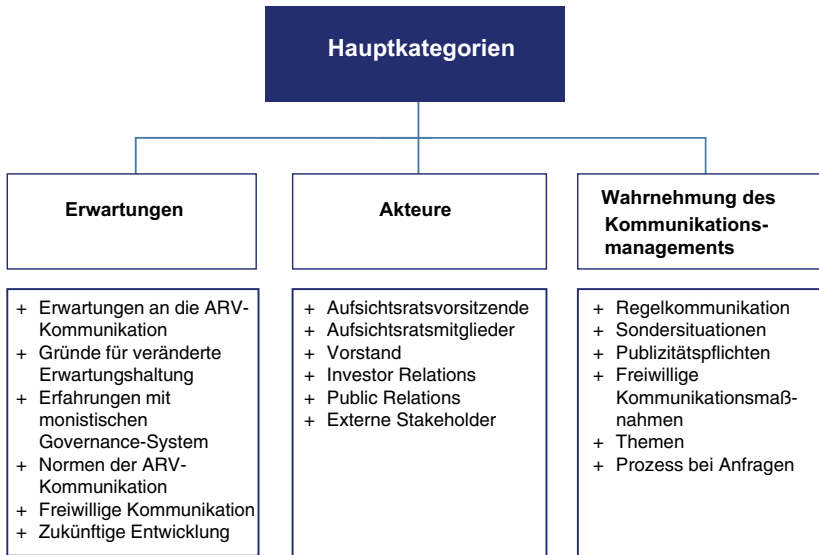 Hauptkategorien
Erwartungen
+ Erwartungen an die ARV-
Kommunikation
+ Gründe für veränderte
Erwartungshaltung
+ Erfahrungen mit
monistischen
Governance-System
+ Normen der ARV-
Kommunikation
+ Freiwillige Kommunikation
+ Zukünftige Entwicklung
Akteure
+ Aufsichtsratsvorsitzende
+ Aufsichtsratsmitglieder
+ Vorstand
+ Investor Relations
+ Public Relations
+ Externe Stakeholder
Wahrnehmung des
Kommunikations-
managements
+ Regelkommunikation
+ Sondersituationen
+ Publizitätspflichten
+ Freiwillige
Kommunikationsmaß-
nahmen
+ Themen
+ Prozess bei Anfragen